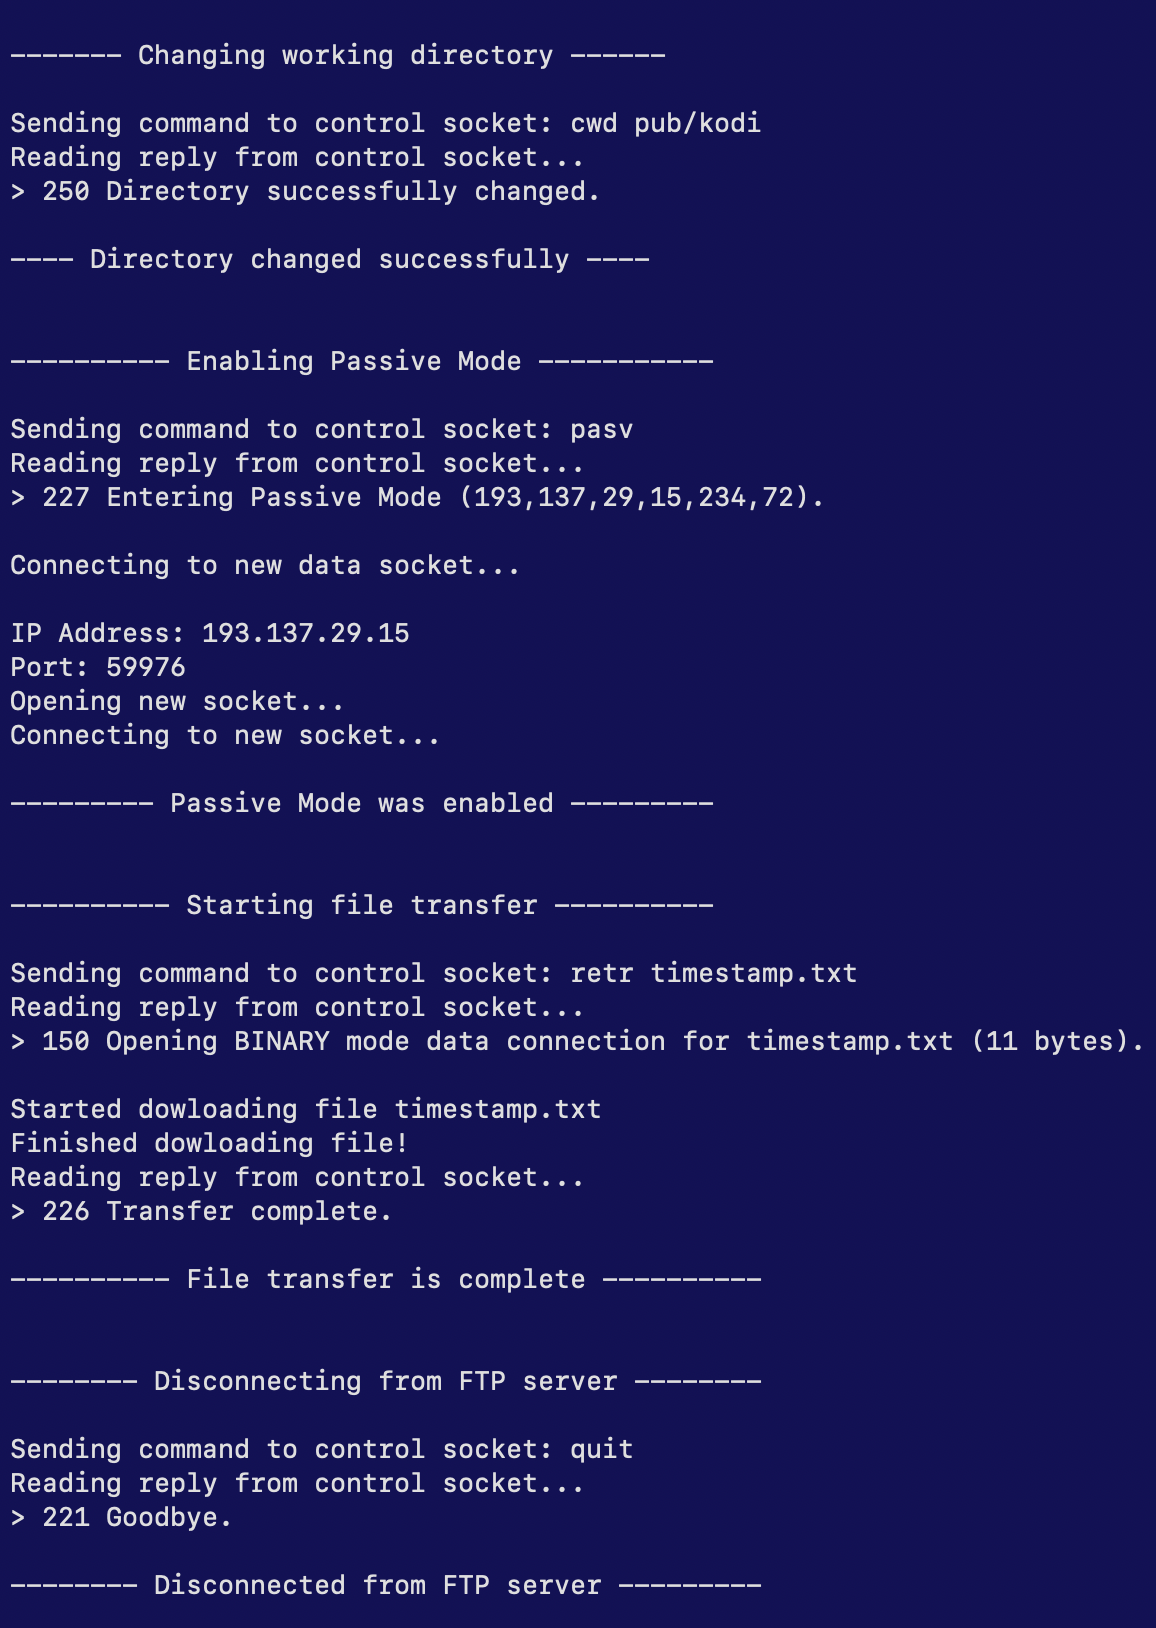 ------- Changing working directory ------
Sending command to control socket: cwd pub/kodi
Reading reply from control socket...
> 250 Directory successfully changed.
---- Directory changed successfully ----
---------- Enabling Passive Mode -----------
Sending command to control socket: pasv
Reading reply from control socket...
> 227 Entering Passive Mode (193,137,29,15,234,72).
Connecting to new data socket...
IP Address: 193.137.29.15
Port: 59976
Opening new socket...
Connecting to new socket...
--------- Passive Mode was enabled ---------
---------- Starting file transfer ----------
Sending command to control socket: retr timestamp.txt
Reading reply from control socket...
> 150 Opening BINARY mode data connection for timestamp.txt (11 bytes).
Started dowloading file timestamp.txt
Finished dowloading file!
Reading reply from control socket...
> 226 Transfer complete.
---------- File transfer is complete ----------
-------- Disconnecting from FTP server --------
Sending command to control socket: quit
Reading reply from control socket...
> 221 Goodbye.
-------- Disconnected from FTP server ---------